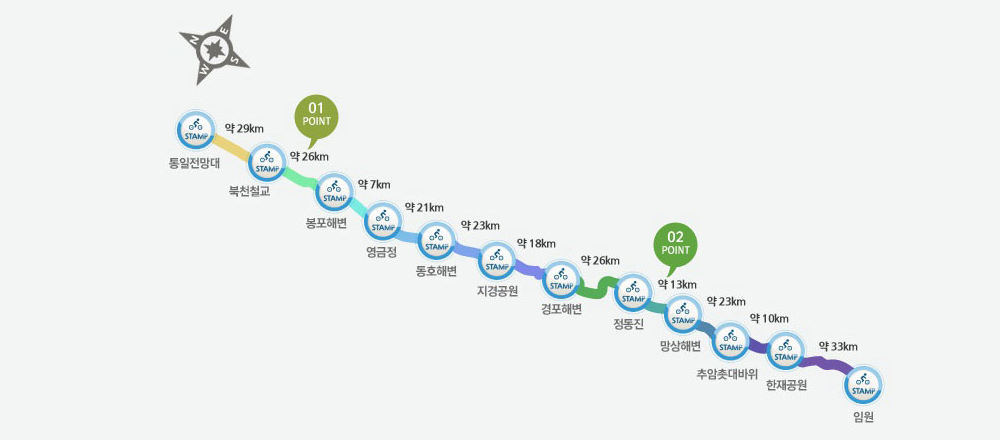 N
E
W
S
01
POINT
약 29km
STAMP
통일전망대
약 26km
STAMP
북천철교
약 7km
STAMP
봉포해변
약 21km
STAMP
영금정
약 23km
STAMP
동호해변
약 18km
STAMP
지경공원
약 26km
STAMP
경포해변
02
POINT
약 13km
STAMP
정동진
약 23km
STAMP
망상해변
약 10km
STAMP
추암촛대바위
약 33km
STAMP
한재공원
STAMP
임원